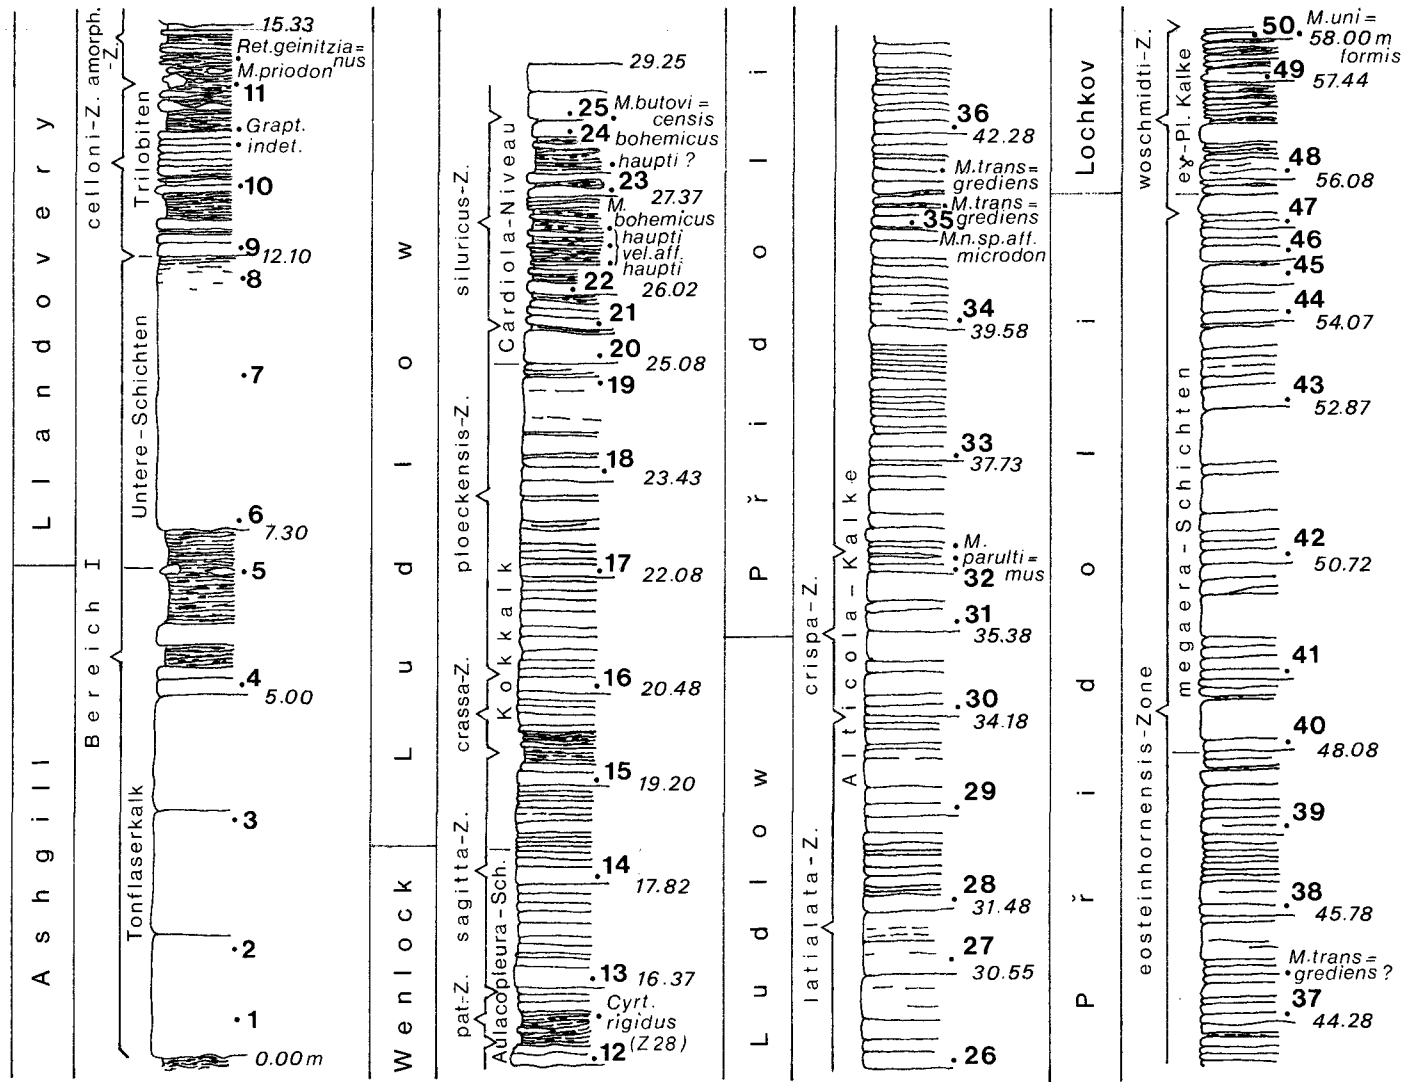 Llandovery
Ashgill
celloni-Z. amorph.
-Z.
Bereich I
Trilobiten
Untere-Schichten
Tonflaserkalk
15.33
Ret.geinitzia=
nus
M.priodon
11
Grapt.
indet.
10
9 12.10
8
7
6
7.30
5
4
5.00
3
2
1
0.00m
Ludlow
Wenlock
siluricus-Z.
ploeckensis-Z.
crassa-Z.
sagitta-Z.
pat-Z.
Cardiola-Niveau
Kokkalk
Aulacopleura-Sch.
29.25
25 M.butovi=
censis
24 bohemicus
haupti ?
23
27.37
M.
bohemicus
haupti
vel.aff.
haupti
22
26.02
21
20
25.08
19
18
23.43
17
22.08
16
20.48
15
19.20
14
17.82
13 16.37
Cyrt.
rigidus
(Z28)
12
Přidoli
Ludlow
crispa-Z.
latialata-Z.
Alticola-Kalke
36
42.28
M.trans=
grediens
M.trans=
35 grediens
M.n.sp.aff.
microdon
34
39.58
33
37.73
M.
parulti=
32 mus
31
35.38
30
34.18
29
28
31.48
27
30.55
26
Lochkov
Přidoli
woschmidti-Z.
eosteinhornensis-Zone
ey-Pl.Kalke
megaera-Schichten
50 M.uni=
58.00m
formis
49
57.44
48
56.08
47
46
45
44
54.07
43
52.87
42
50.72
41
40
48.08
39
38
45.78
M.trans=
grediens?
37
44.28